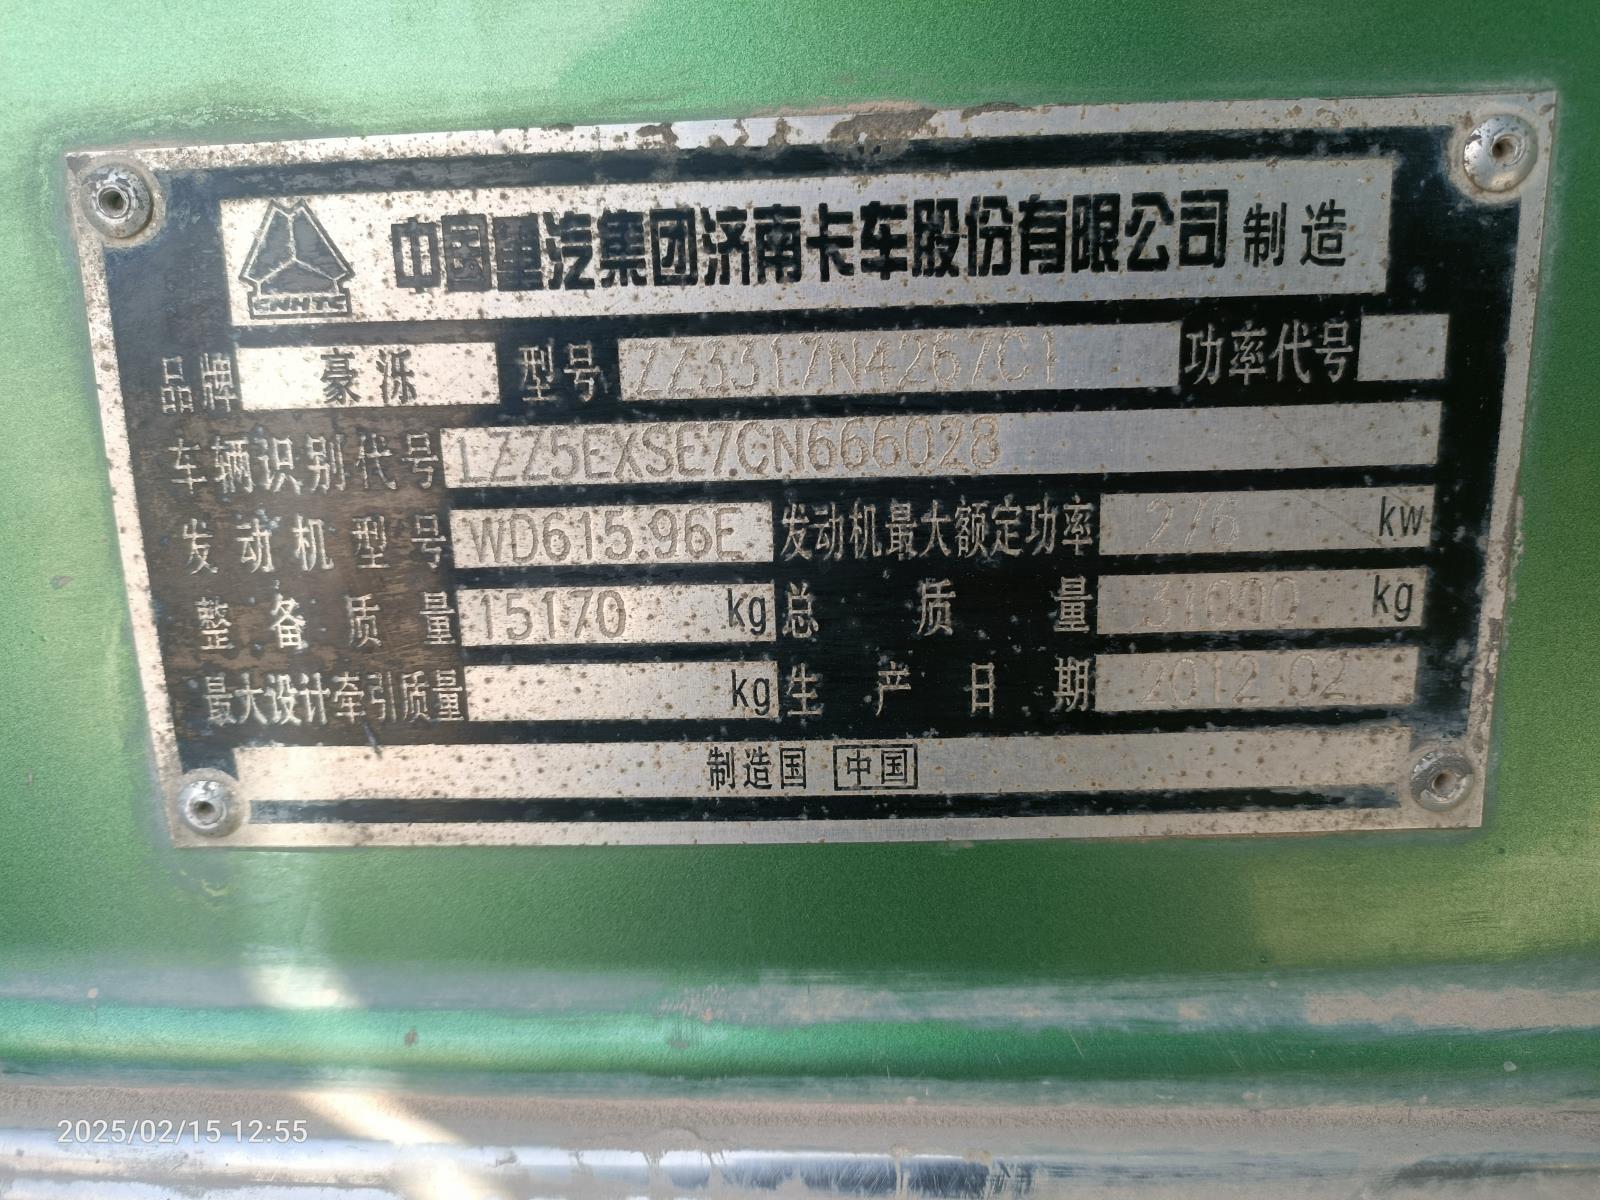 CNHTC
中国重汽集团济南卡车股份有限公司 制造
品牌 豪泺 型号 ZZ3317N4267C1 功率代号
车辆识别代号 LZZ5EXSE7CN666028
发动机型号 WD615.96E 发动机最大额定功率 276 kw
整备质量 15170 kg 总质量 31000 kg
最大设计牵引质量 kg 生产日期 2012 02
制造国 中国
2025/02/15 12:55